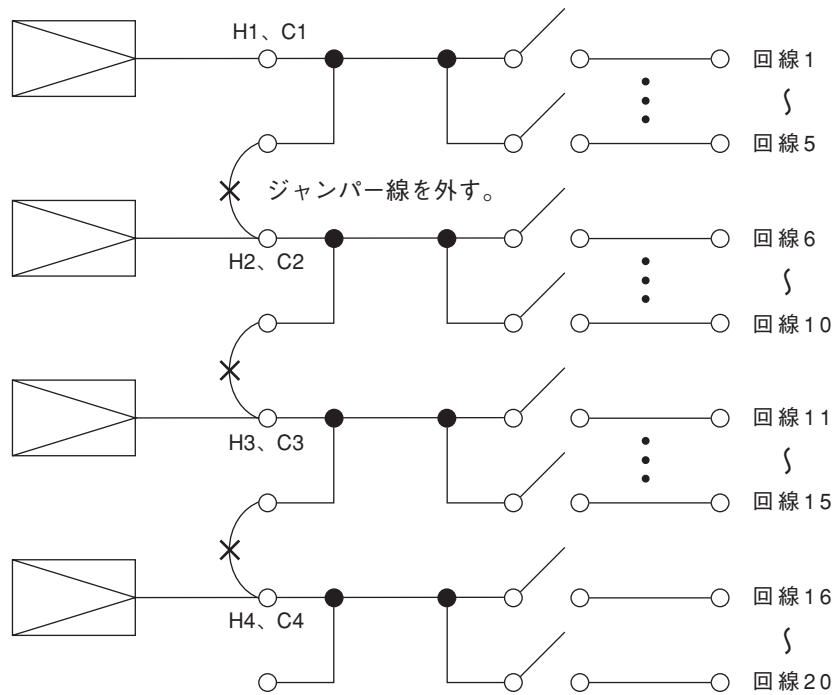 H1、C1
回線1
〜
回線5
ジャンパー線を外す。
回線6
H2、C2
〜
回線10
回線11
H3、C3
〜
回線15
回線16
H4、C4
〜
回線20